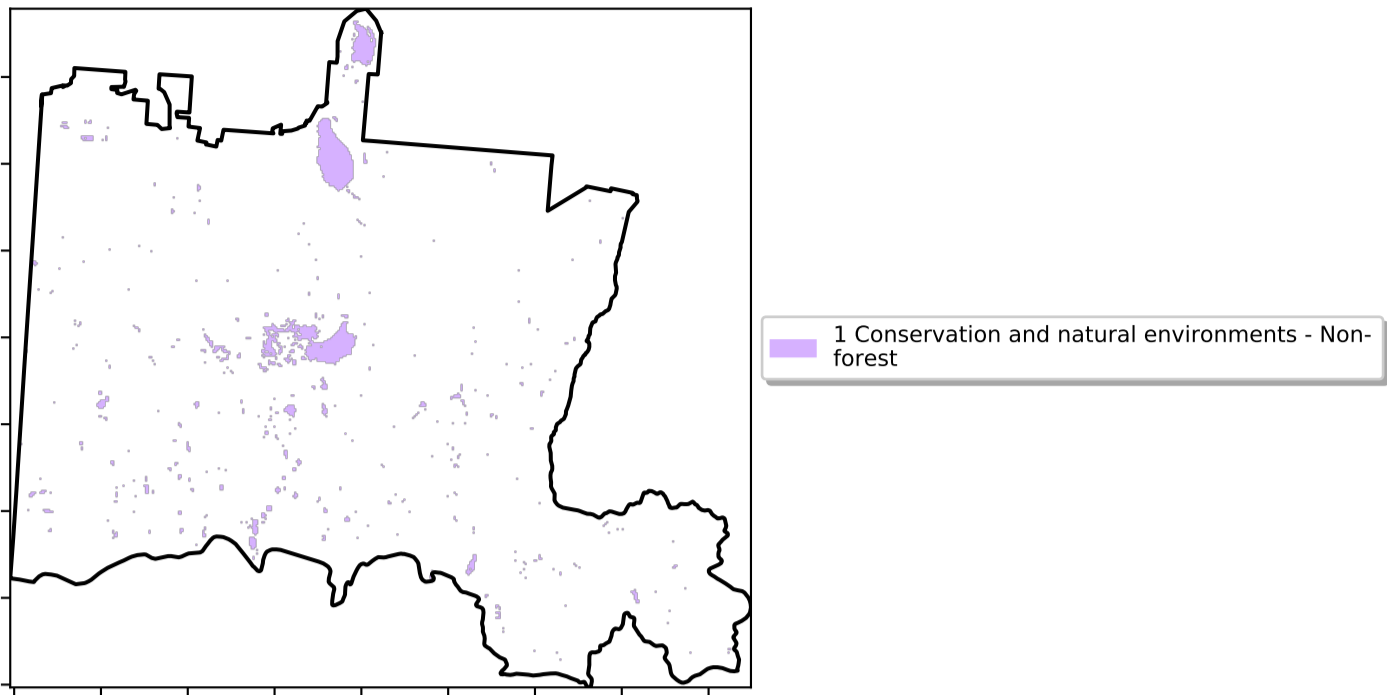 1 Conservation and natural environments - Non-
forest